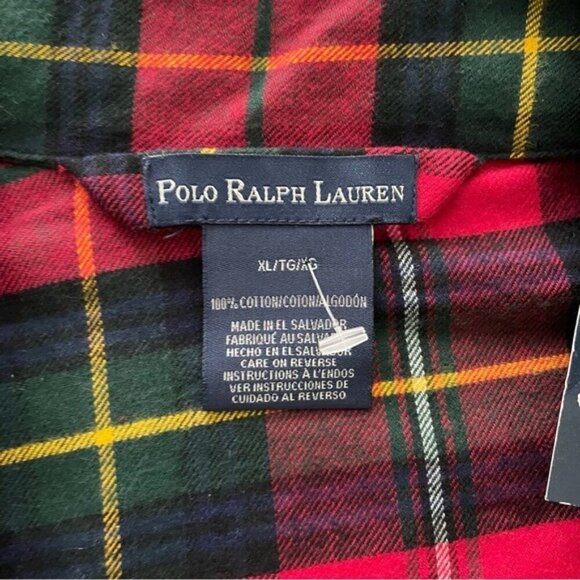 POLO RALPH LAUREN
XL/TG/XG
100% COTTON/COTON/ALGODÓN
MADE IN EL SALVADOR
FABRIQUÉ AU SALVADOR
HECHO EN EL SALVADOR
CARE ON REVERSE
INSTRUCTIONS À L'ENDOS
VER INSTRUCCIONES DE
CUIDADO AL REVERSO